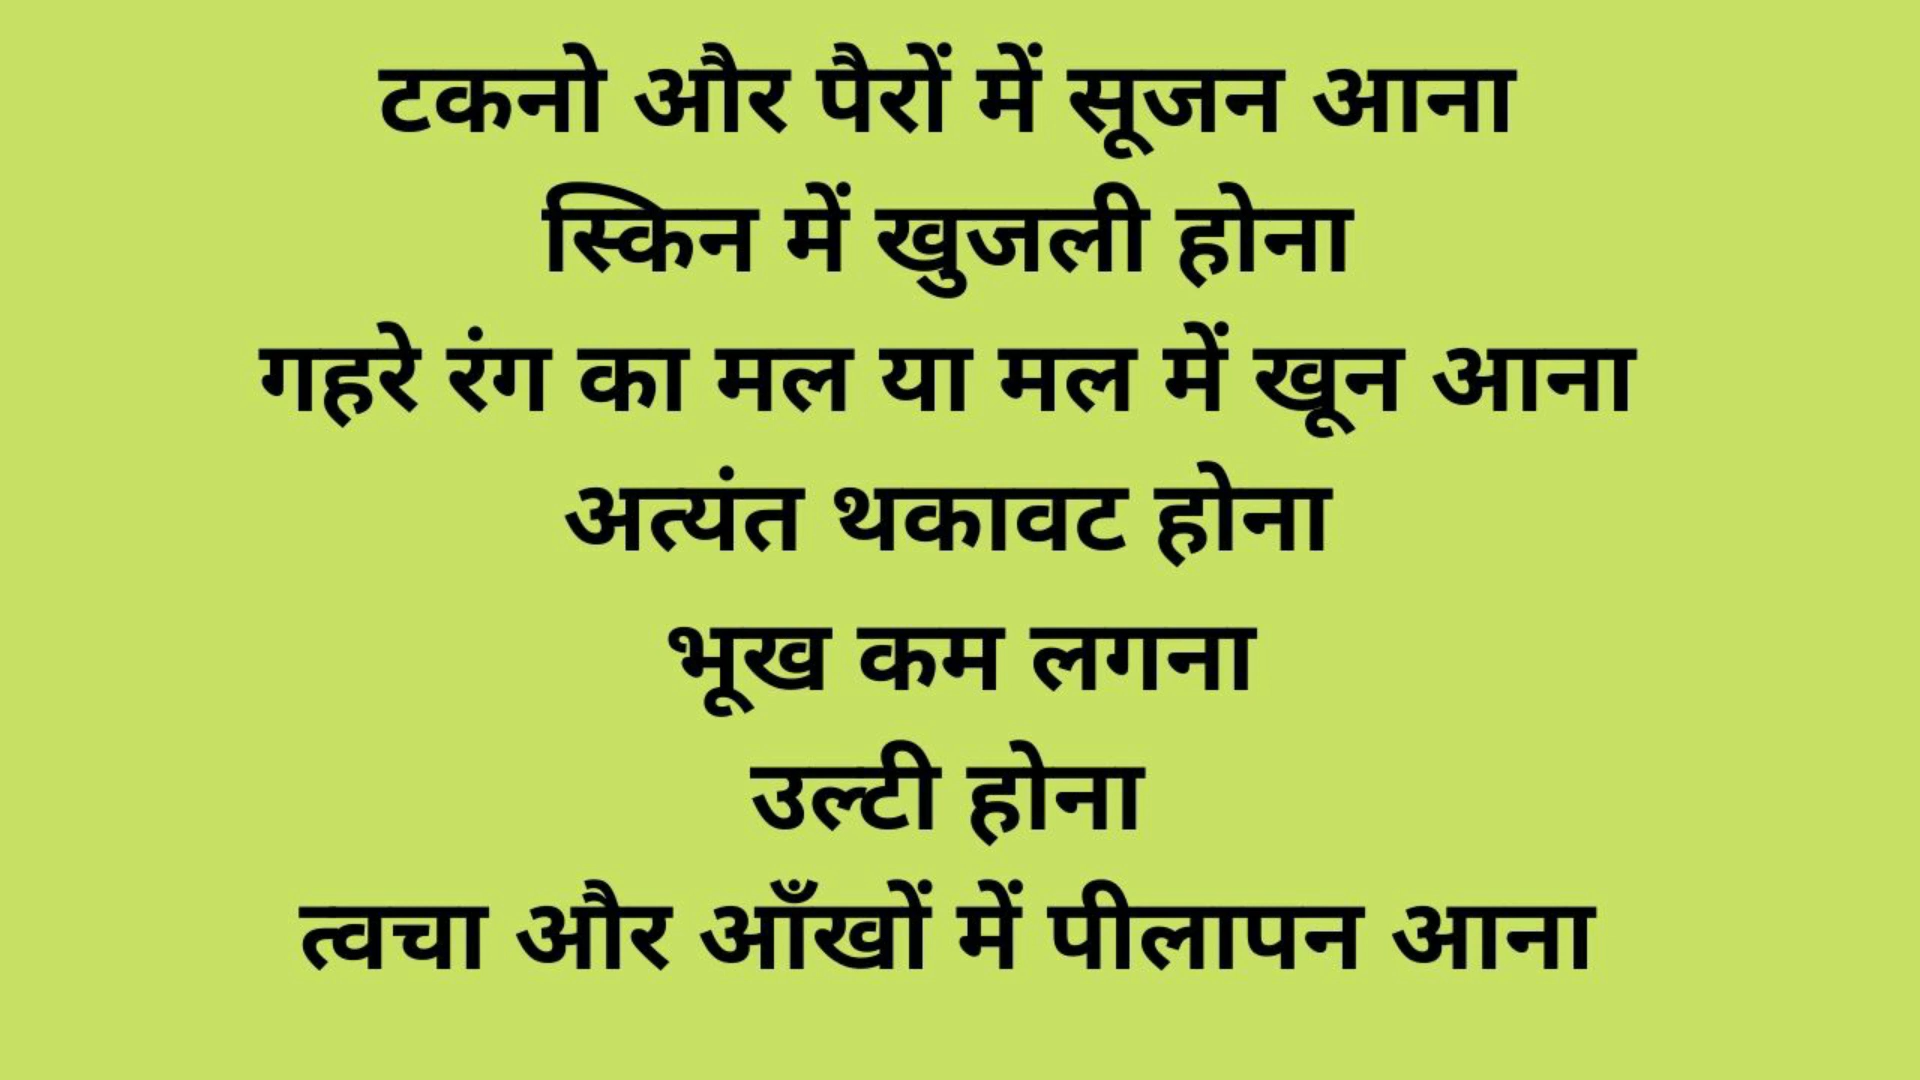 टकनो और पैरों में सूजन आना
स्किन में खुजली होना
गहरे रंग का मल या मल में खून आना
अत्यंत थकावट होना
भूख कम लगना
उल्टी होना
त्वचा और आँखों में पीलापन आना